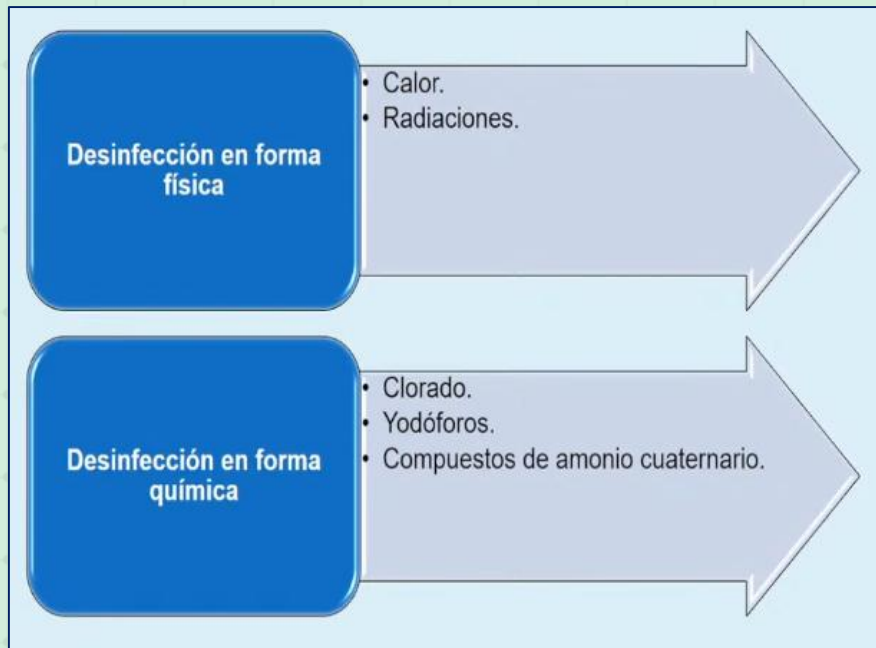 Desinfección en forma
física
• Calor.
• Radiaciones.
Desinfección en forma
química
• Clorado.
• Yodóforos.
• Compuestos de amonio cuaternario.